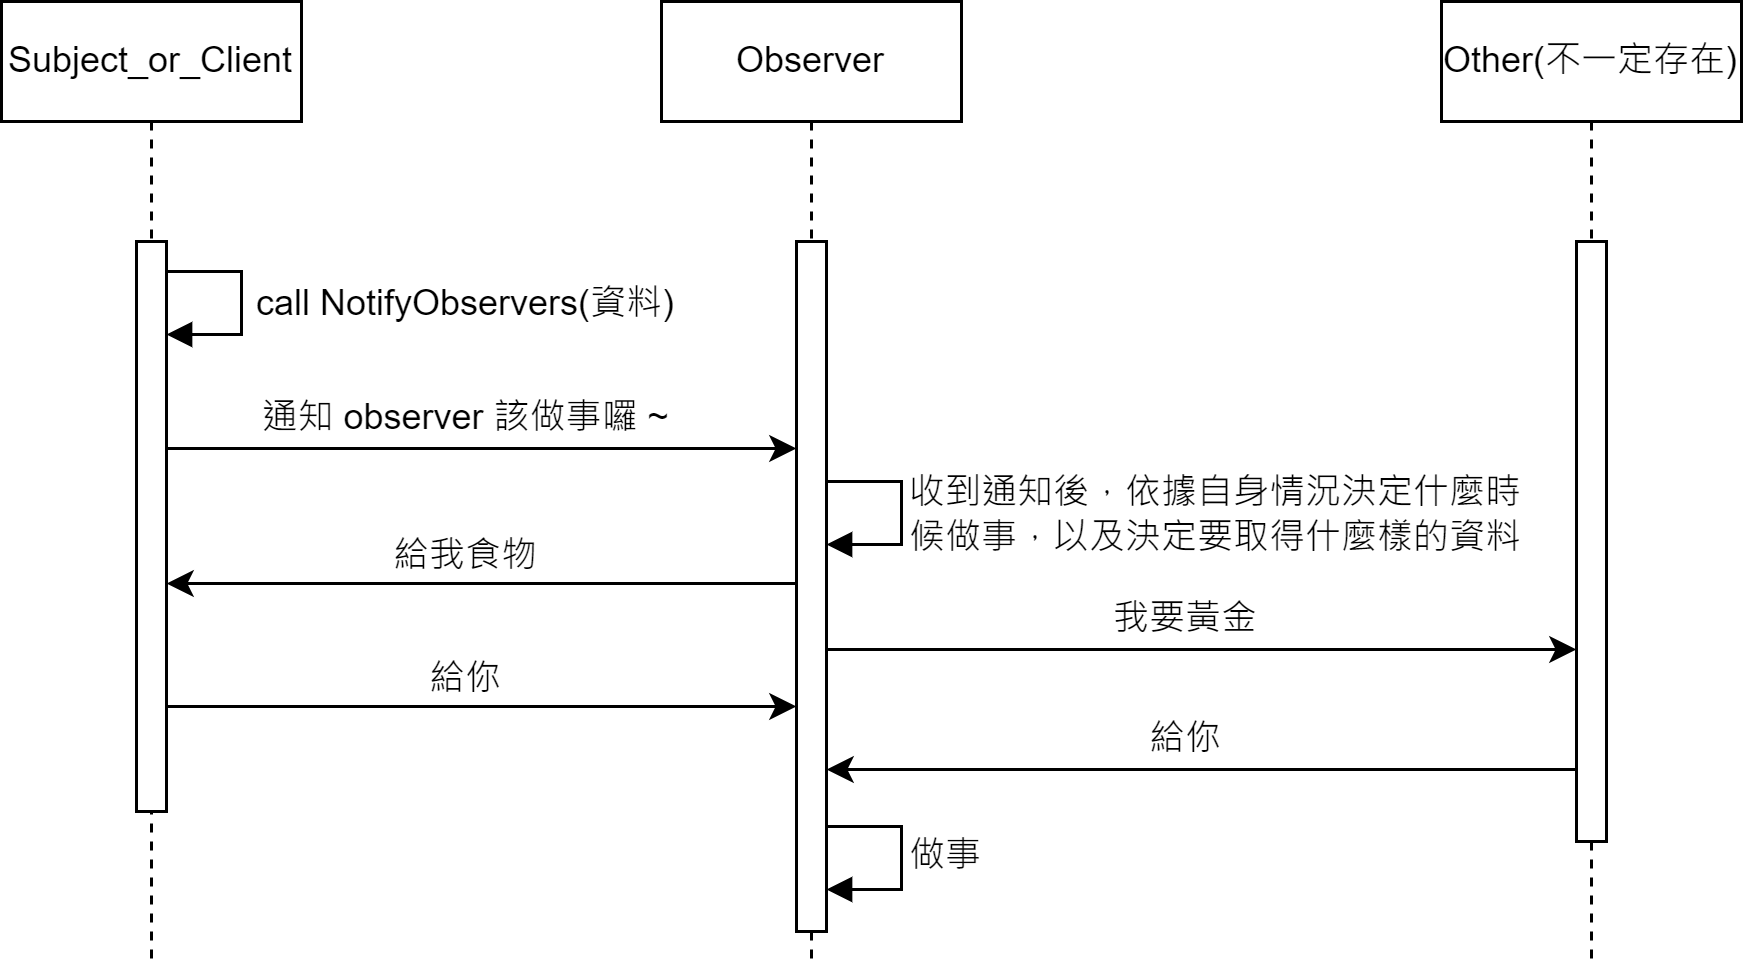 Subject_or_Client
Observer
Other(不一定存在)
call NotifyObservers(資料)
通知 observer 該做事囉 ~
收到通知後，依據自身情況決定什麼時
候做事，以及決定要取得什麼樣的資料
給我食物
我要黃金
給你
給你
做事